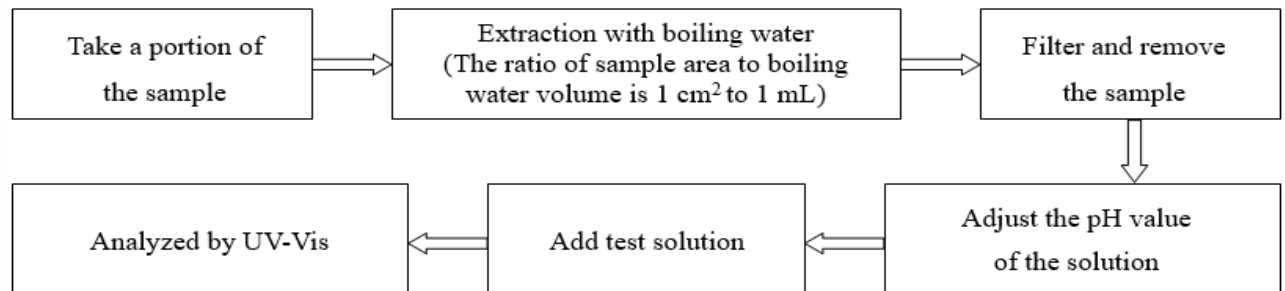 Take a portion of
the sample
Extraction with boiling water
(The ratio of sample area to boiling
water volume is 1 cm² to 1 mL)
Filter and remove
the sample
Adjust the pH value
of the solution
Add test solution
Analyzed by UV-Vis